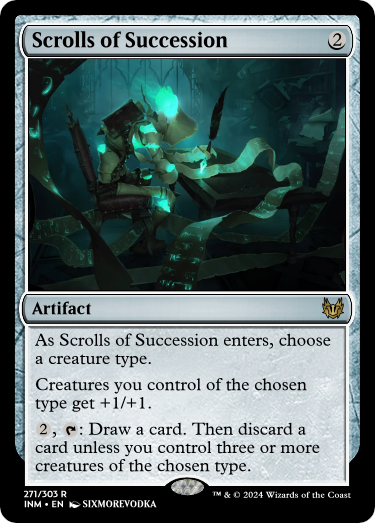 Scrolls of Succession 2
Artifact
As Scrolls of Succession enters, choose
a creature type.
Creatures you control of the chosen
type get +1/+1.
2, : Draw a card. Then discard a
card unless you control three or more
creatures of the chosen type.
271/303 R
INM • EN SIXMOREVODKA
™ & © 2024 Wizards of the Coast